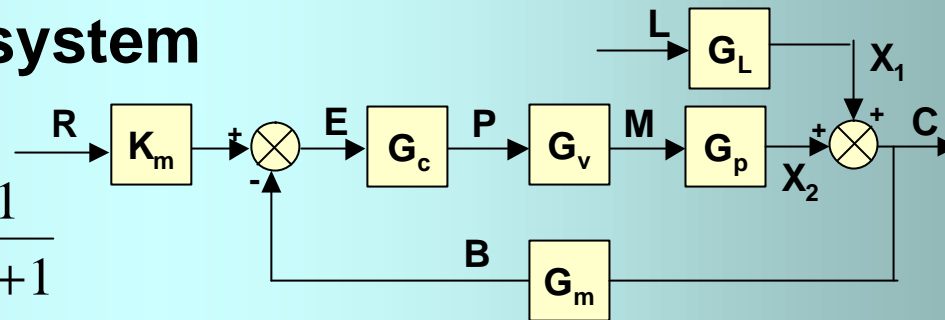 system
L
G_L
X_1
R
K_m
+
-
E
G_c
P
G_v
M
G_p
+
X_2
+
C
B
G_m
1
+1